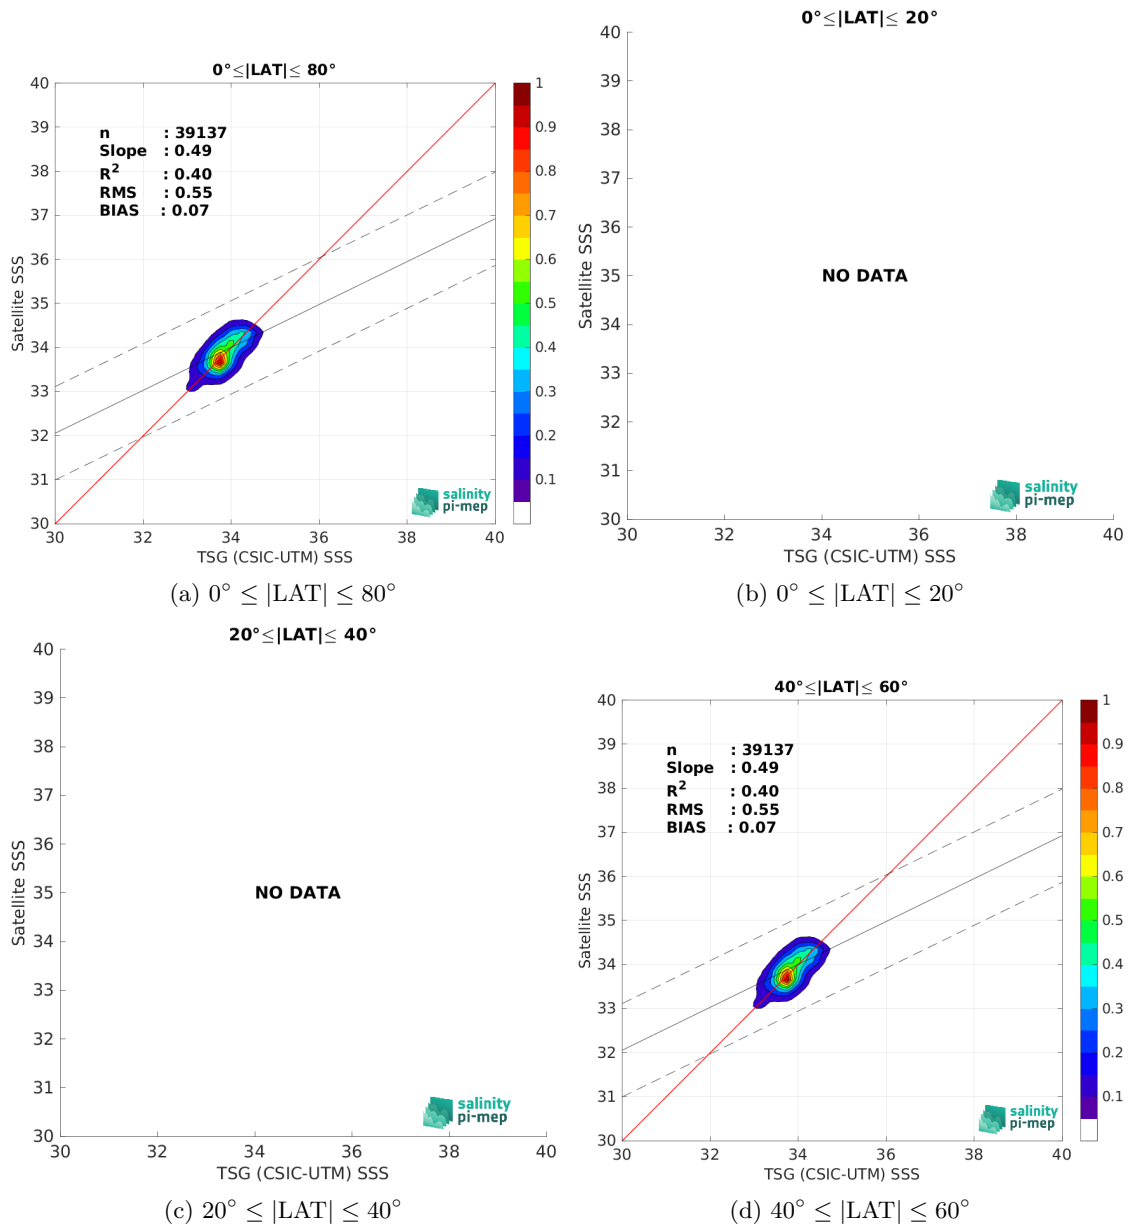 0°≤|LAT|≤ 80°
40
39
38
37
36
35
34
33
32
31
30
Satellite SSS
n : 39137
Slope : 0.49
R² : 0.40
RMS : 0.55
BIAS : 0.07
salinity
pi-mep
30 32 34 36 38 40
TSG (CSIC-UTM) SSS
1
0.9
0.8
0.7
0.6
0.5
0.4
0.3
0.2
0.1
(a) 0° ≤ |LAT| ≤ 80°
0°≤|LAT|≤ 20°
40
39
38
37
36
35
34
33
32
31
30
Satellite SSS
NO DATA
salinity
pi-mep
30 32 34 36 38 40
TSG (CSIC-UTM) SSS
(b) 0° ≤ |LAT| ≤ 20°
20°≤|LAT|≤ 40°
40
39
38
37
36
35
34
33
32
31
30
Satellite SSS
NO DATA
salinity
pi-mep
30 32 34 36 38 40
TSG (CSIC-UTM) SSS
(c) 20° ≤ |LAT| ≤ 40°
40°≤|LAT|≤ 60°
40
39
38
37
36
35
34
33
32
31
30
Satellite SSS
n : 39137
Slope : 0.49
R² : 0.40
RMS : 0.55
BIAS : 0.07
salinity
pi-mep
30 32 34 36 38 40
TSG (CSIC-UTM) SSS
1
0.9
0.8
0.7
0.6
0.5
0.4
0.3
0.2
0.1
(d) 40° ≤ |LAT| ≤ 60°